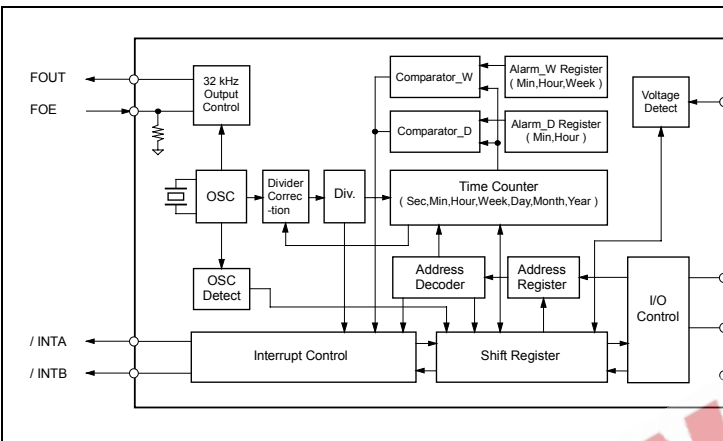 FOUT
FOE
32 kHz
Output
Control
Comparator_W
Alarm_W Register
( Min,Hour,Week )
Voltage
Detect
Comparator_D
Alarm_D Register
( Min,Hour )
OSC
Divider
Correc
-tion
Div.
Time Counter
( Sec,Min,Hour,Week,Day,Month,Year )
OSC
Detect
Address
Decoder
Address
Register
I/O
Control
/ INTA
/ INTB
Interrupt Control
Shift Register